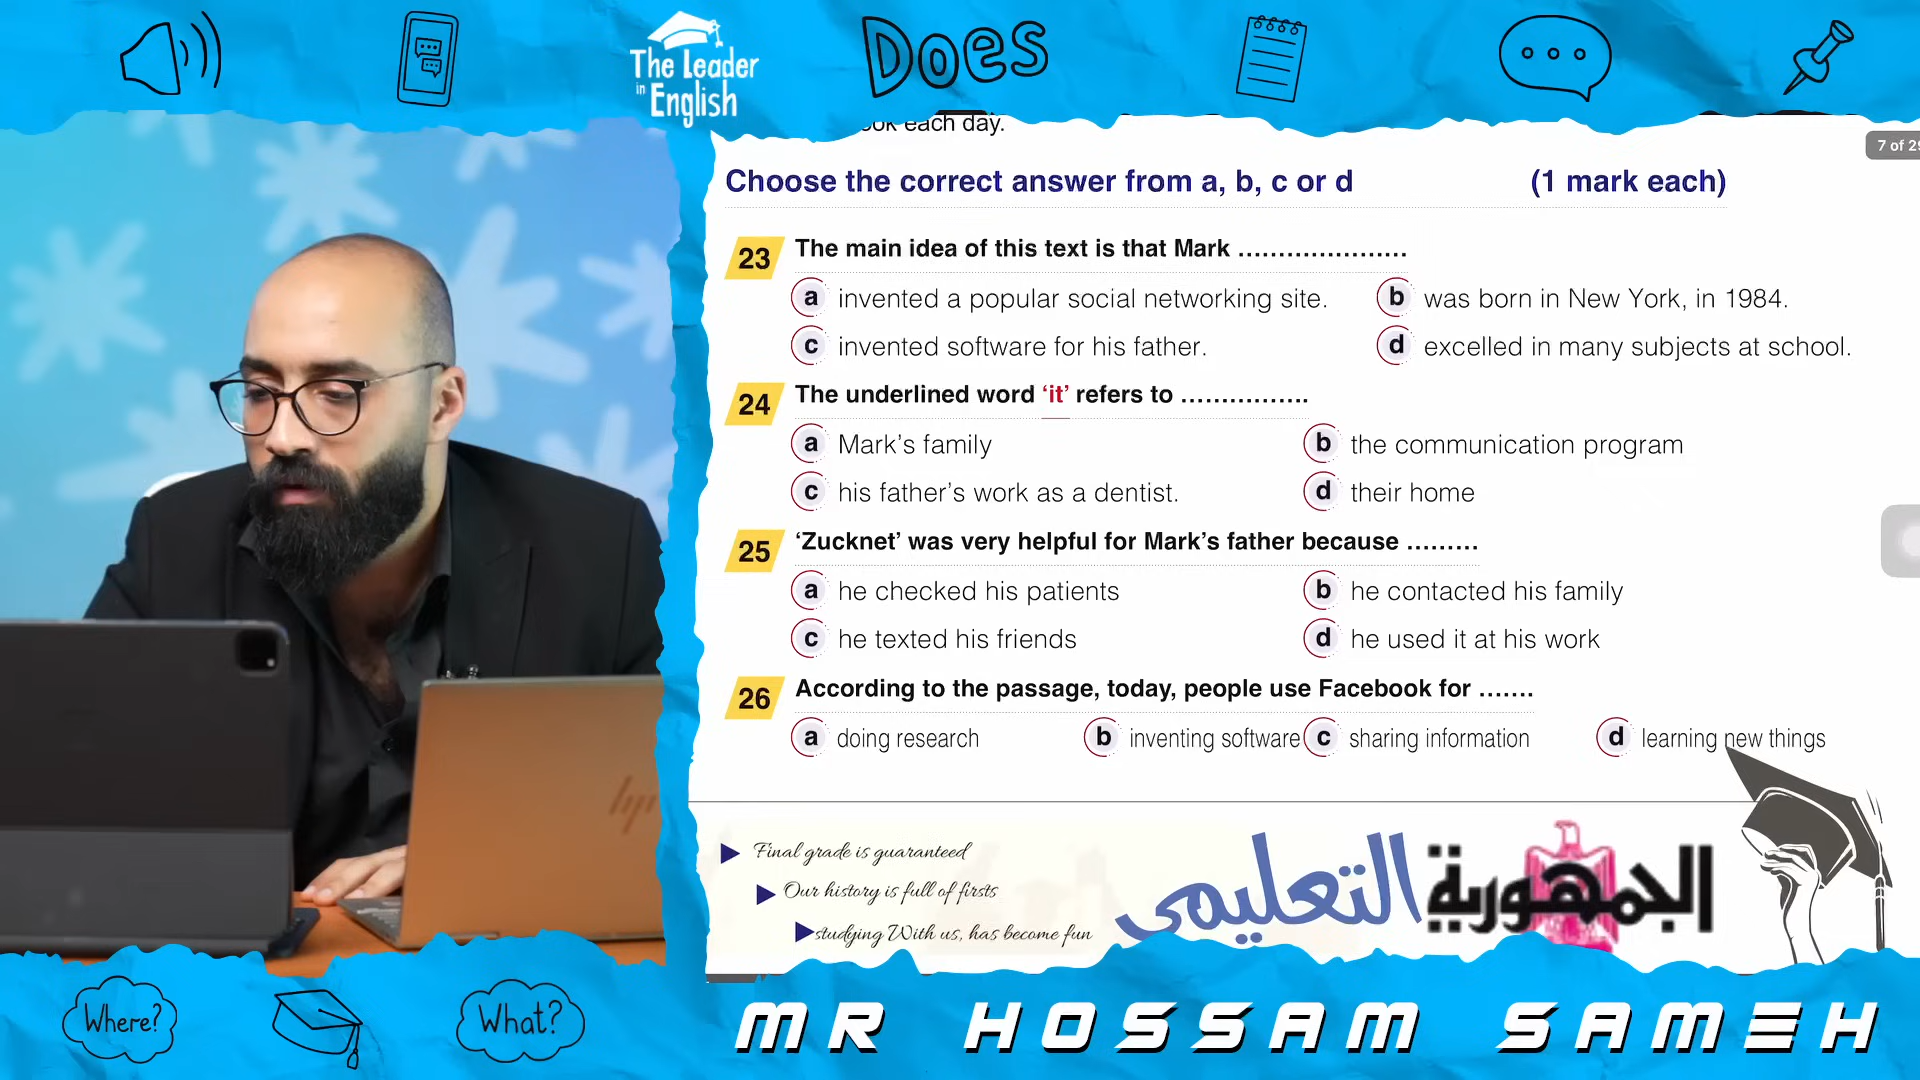 The Leader
in English
Does
ook each day.
7 of 29
Choose the correct answer from a, b, c or d (1 mark each)
23 The main idea of this text is that Mark .....................
a invented a popular social networking site. b was born in New York, in 1984.
c invented software for his father. d excelled in many subjects at school.
24 The underlined word ‘it’ refers to ................
a Mark’s family b the communication program
c his father’s work as a dentist. d their home
25 ‘Zucknet’ was very helpful for Mark’s father because .........
a he checked his patients b he contacted his family
c he texted his friends d he used it at his work
26 According to the passage, today, people use Facebook for .......
a doing research b inventing software c sharing information d learning new things
Final grade is guaranteed
Our history is full of firsts
studying With us, has become fun
الجمهورية التعليمى
hp
Where?
What?
MR HOSSAM SAMEH